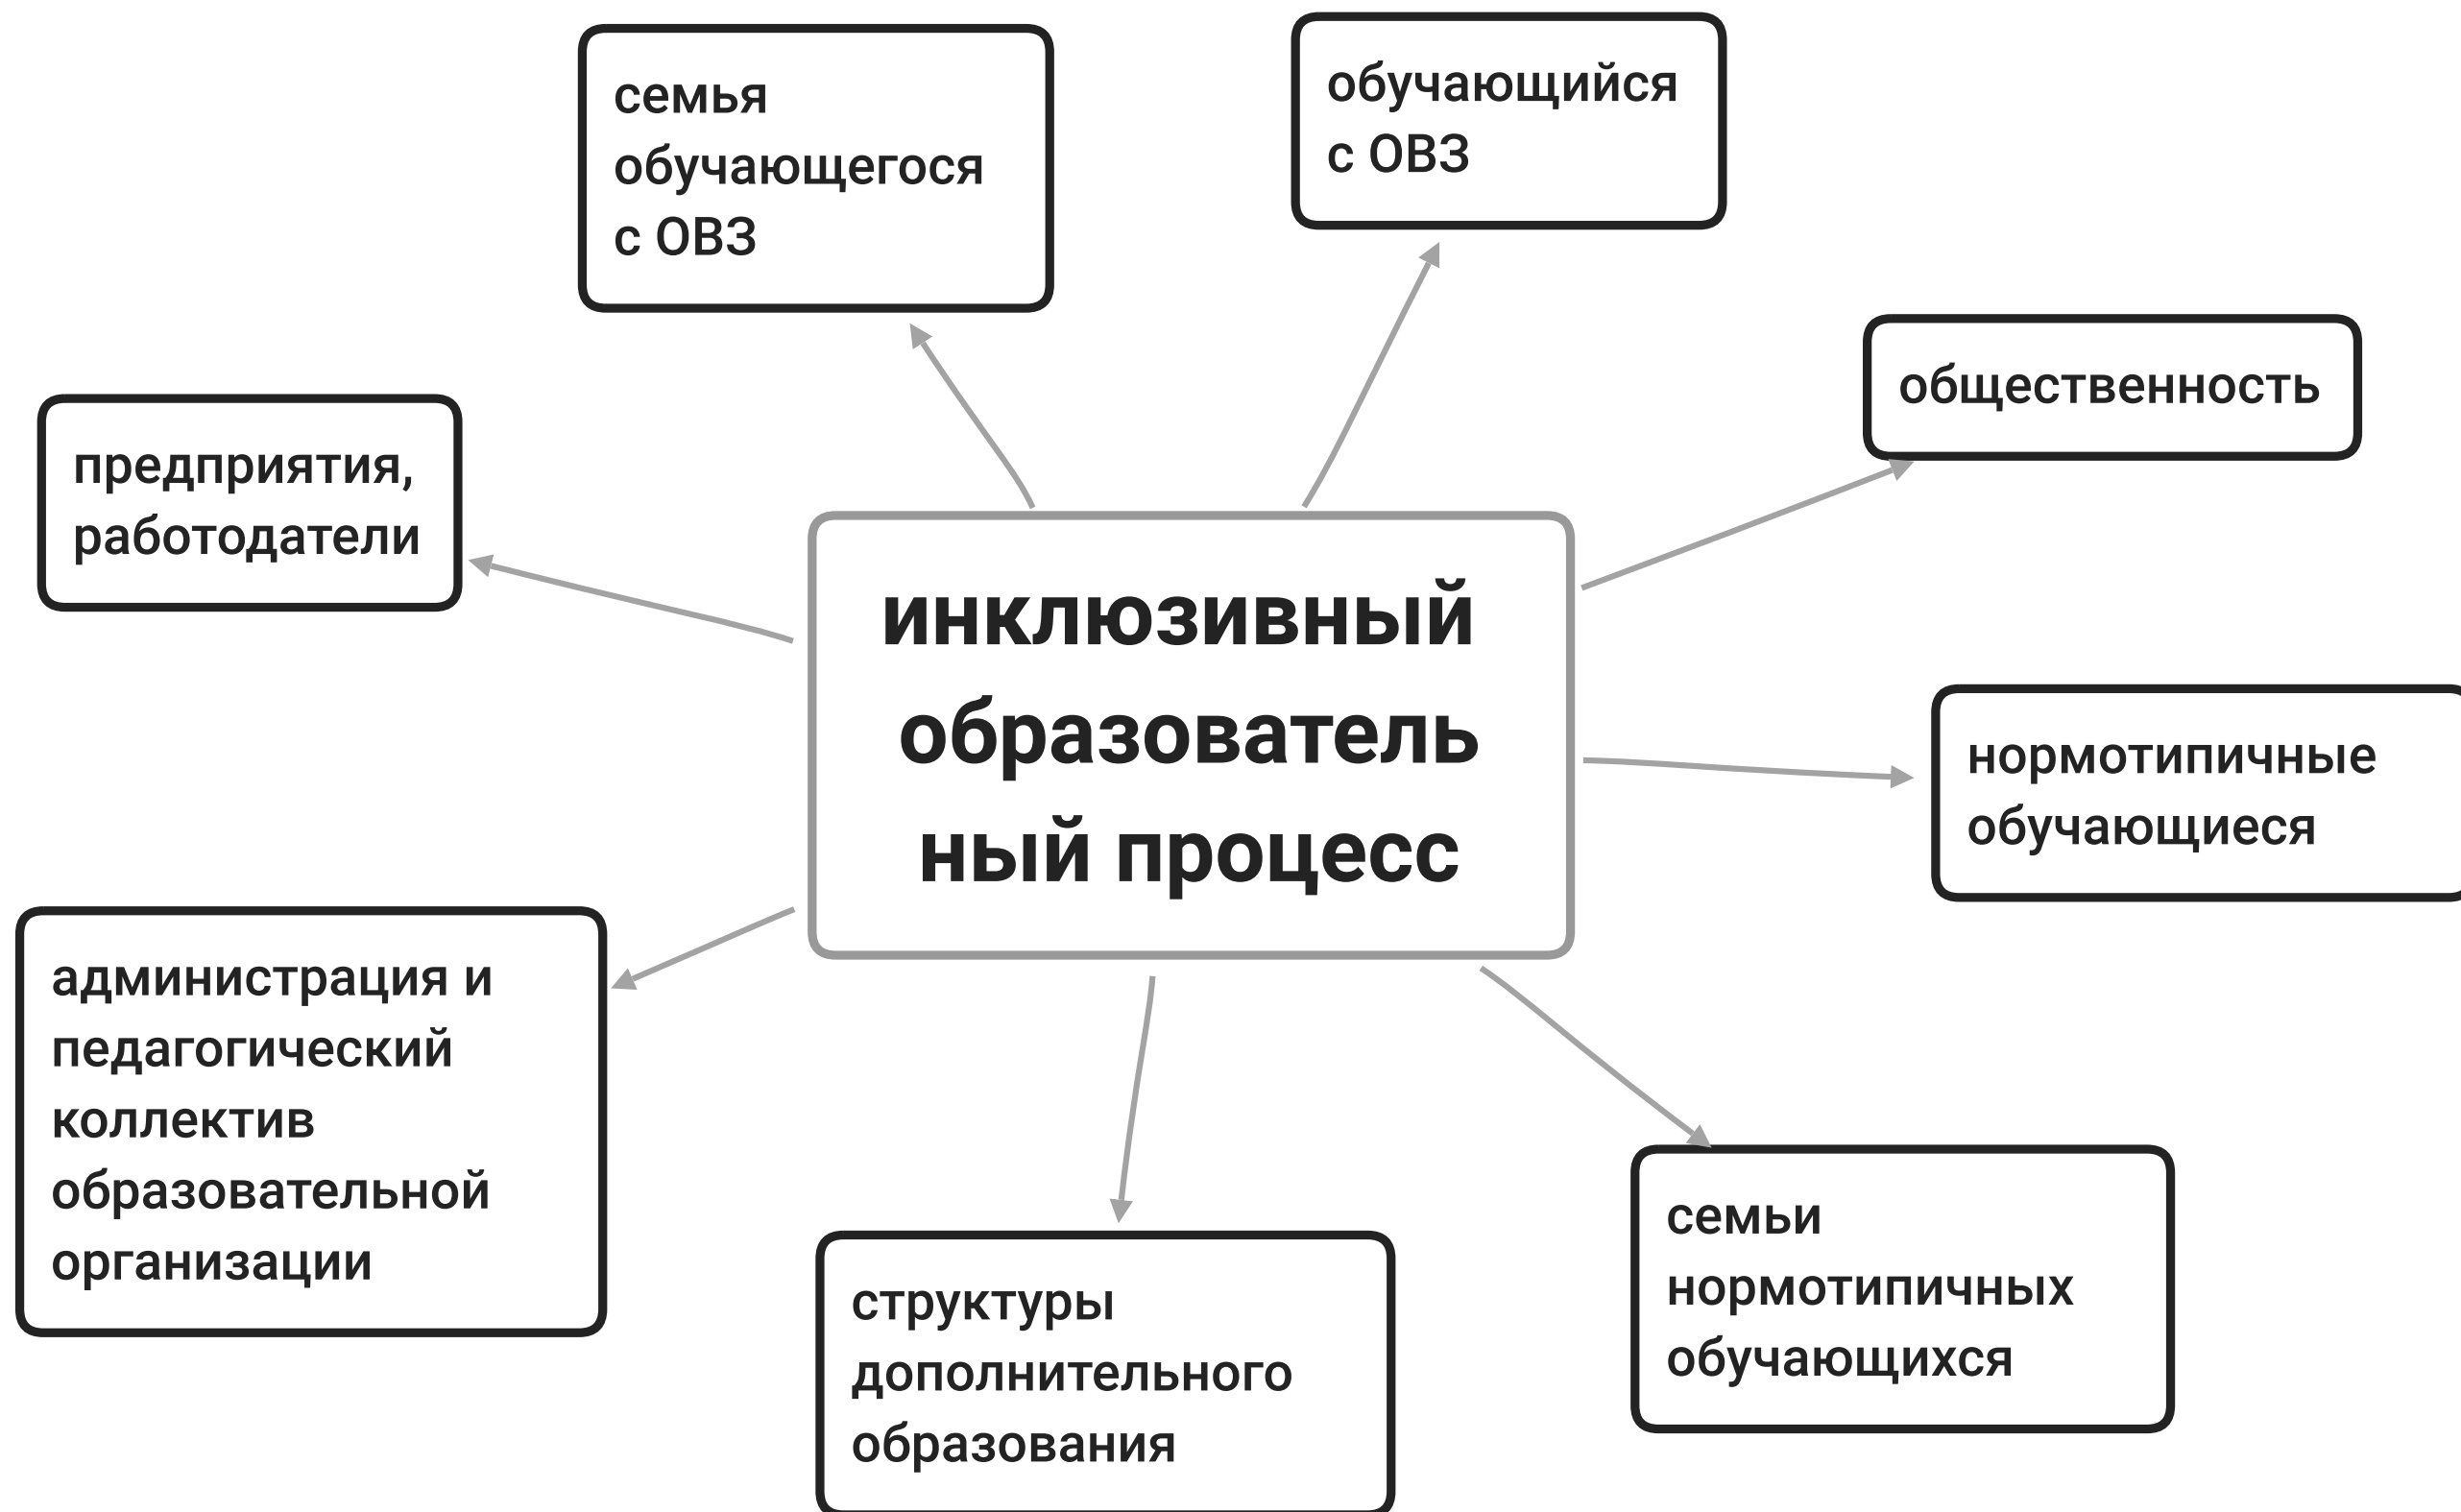 семья
обучающегося
с ОВЗ
обучающийся
с ОВЗ
общественность
предприятия,
работодатели
инклюзивный
образователь
ный процесс
нормотипичные
обучающиеся
администрация и
педагогический
коллектив
образовательной
организации
структуры
дополнительного
образования
семьи
нормотипичных
обучающихся